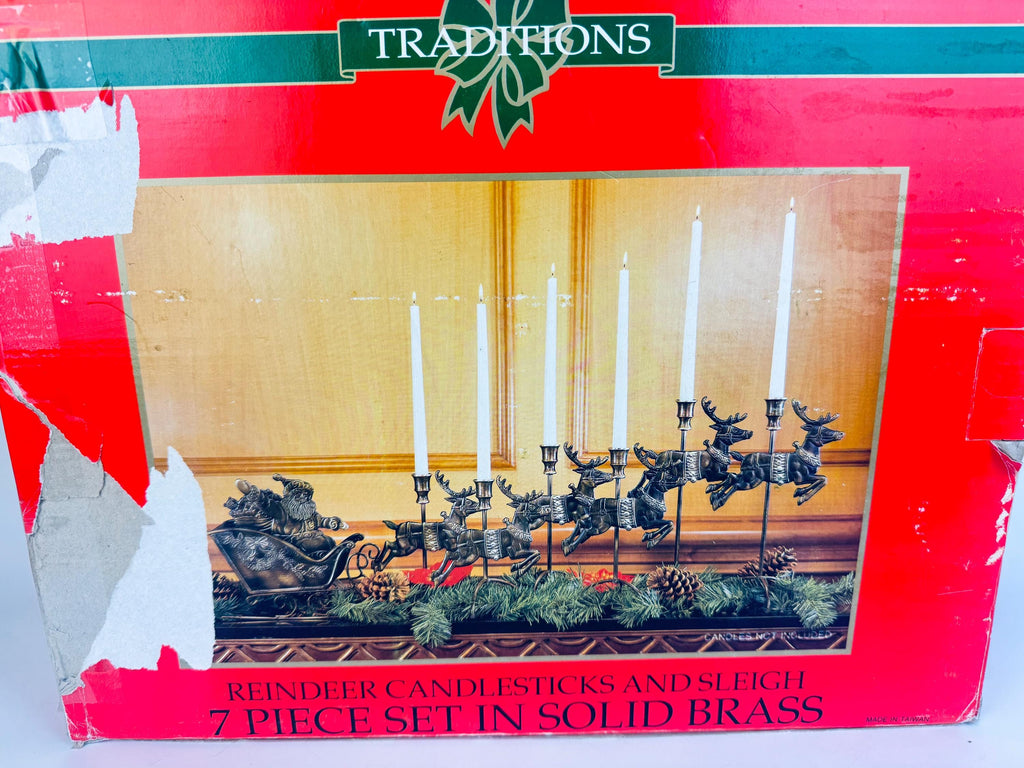 TRADITIONS
CANDLES NOT INCLUDED
REINDEER CANDLESTICKS AND SLEIGH
7 PIECE SET IN SOLID BRASS
MADE IN TAIWAN